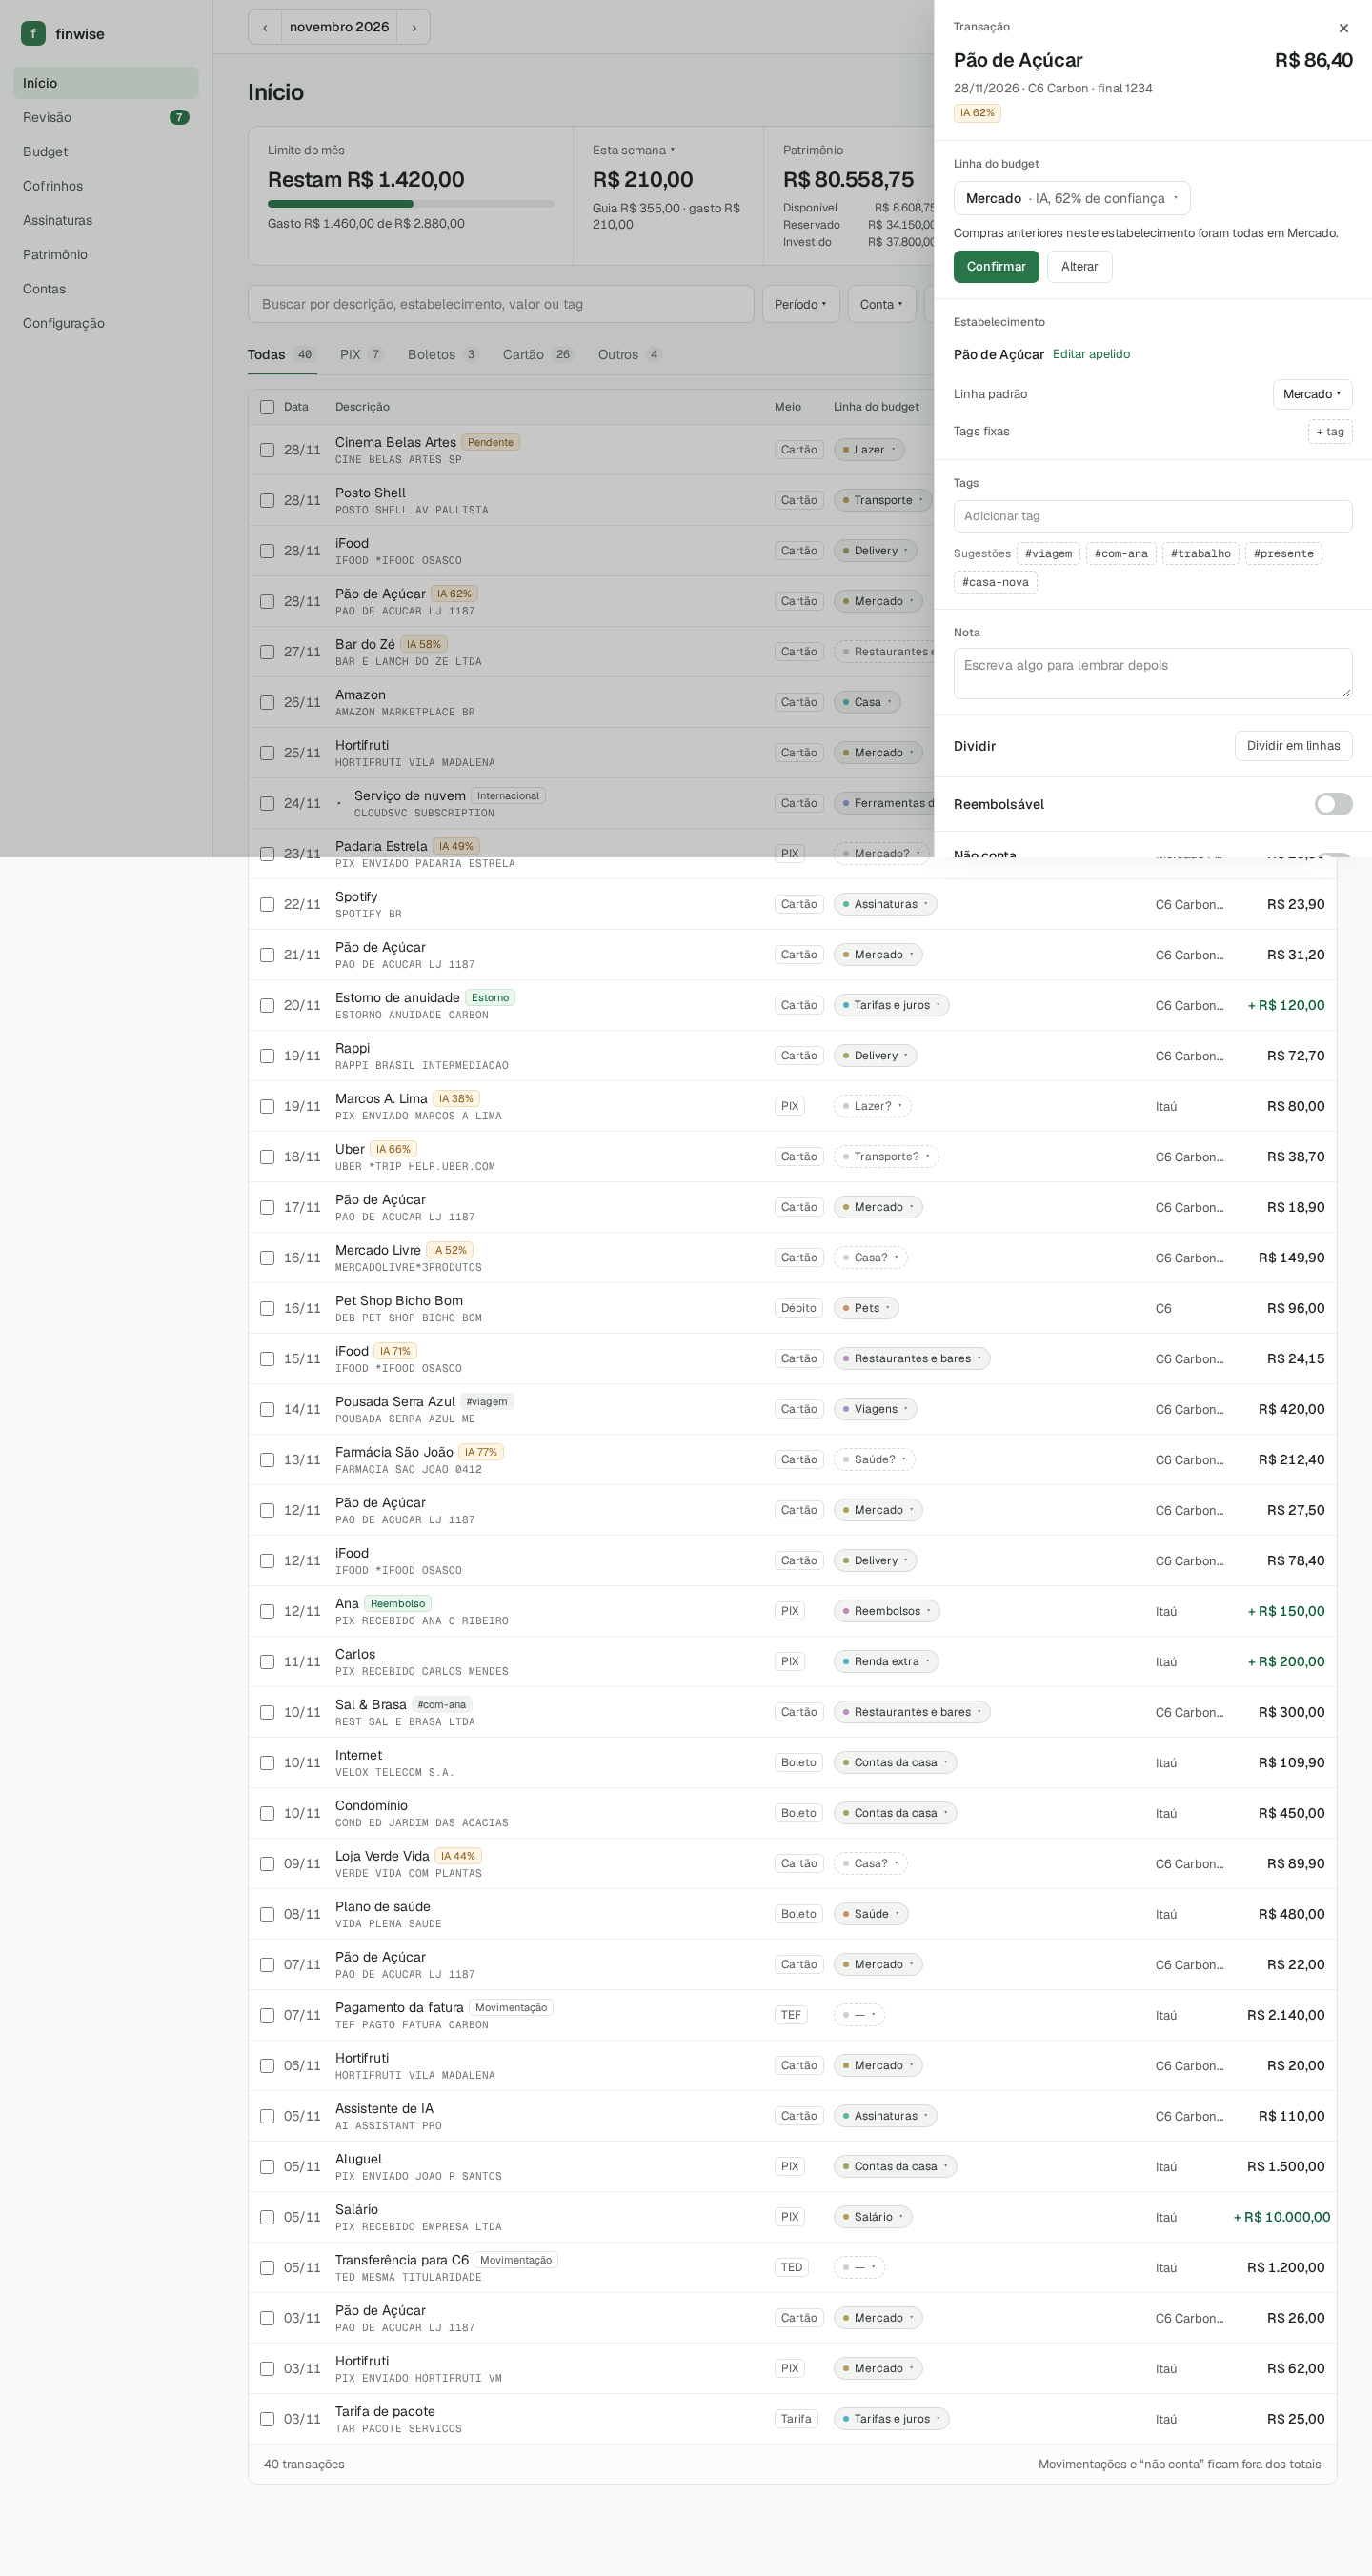 f finwise
Início
Revisão 7
Budget
Cofrinhos
Assinaturas
Patrimônio
Contas
Configuração
‹ novembro 2026 ›
Início
Limite do mês
Restam R$ 1.420,00
Gasto R$ 1.460,00 de R$ 2.880,00
Esta semana
R$ 210,00
Guia R$ 355,00 · gasto R$
210,00
Patrimônio
R$ 80.558,75
Disponível R$ 8.608,75
Reservado R$ 34.150,00
Investido R$ 37.800,00
Buscar por descrição, estabelecimento, valor ou tag
Período
Conta
Todas 40 PIX 7 Boletos 3 Cartão 26 Outros 4
Data Descrição Meio Linha do budget
28/11 Cinema Belas Artes Pendente Cartão Lazer
CINE BELAS ARTES SP
28/11 Posto Shell Cartão Transporte
POSTO SHELL AV PAULISTA
28/11 iFood Cartão Delivery
IFOOD *IFOOD OSASCO
28/11 Pão de Açúcar IA 62% Cartão Mercado
PAO DE ACUCAR LJ 1187
27/11 Bar do Zé IA 58% Cartão Restaurantes
BAR E LANCH DO ZE LTDA
26/11 Amazon Cartão Casa
AMAZON MARKETPLACE BR
25/11 Hortifruti Cartão Mercado
HORTIFRUTI VILA MADALENA
24/11 Serviço de nuvem Internacional Cartão Ferramentas
CLOUDSVC SUBSCRIPTION
23/11 Padaria Estrela IA 49% PIX Mercado?
PIX ENVIADO PADARIA ESTRELA
22/11 Spotify Cartão Assinaturas C6 Carbon… R$ 23,90
SPOTIFY BR
21/11 Pão de Açúcar Cartão Mercado C6 Carbon… R$ 31,20
PAO DE ACUCAR LJ 1187
20/11 Estorno de anuidade Estorno Cartão Tarifas e juros C6 Carbon… + R$ 120,00
ESTORNO ANUIDADE CARBON
19/11 Rappi Cartão Delivery C6 Carbon… R$ 72,70
RAPPI BRASIL INTERMEDIACAO
19/11 Marcos A. Lima IA 38% PIX Lazer? Itaú R$ 80,00
PIX ENVIADO MARCOS A LIMA
18/11 Uber IA 66% Cartão Transporte? C6 Carbon… R$ 38,70
UBER *TRIP HELP.UBER.COM
17/11 Pão de Açúcar Cartão Mercado C6 Carbon… R$ 18,90
PAO DE ACUCAR LJ 1187
16/11 Mercado Livre IA 52% Cartão Casa? C6 Carbon… R$ 149,90
MERCADOLIVRE*3PRODUTOS
16/11 Pet Shop Bicho Bom Débito Pets C6 R$ 96,00
DEB PET SHOP BICHO BOM
15/11 iFood IA 71% Cartão Restaurantes e bares C6 Carbon… R$ 24,15
IFOOD *IFOOD OSASCO
14/11 Pousada Serra Azul #viagem Cartão Viagens C6 Carbon… R$ 420,00
POUSADA SERRA AZUL ME
13/11 Farmácia São João IA 77% Cartão Saúde? C6 Carbon… R$ 212,40
FARMACIA SAO JOAO 0412
12/11 Pão de Açúcar Cartão Mercado C6 Carbon… R$ 27,50
PAO DE ACUCAR LJ 1187
12/11 iFood Cartão Delivery C6 Carbon… R$ 78,40
IFOOD *IFOOD OSASCO
12/11 Ana Reembolso PIX Reembolsos Itaú + R$ 150,00
PIX RECEBIDO ANA C RIBEIRO
11/11 Carlos PIX Renda extra Itaú + R$ 200,00
PIX RECEBIDO CARLOS MENDES
10/11 Sal & Brasa #com-ana Cartão Restaurantes e bares C6 Carbon… R$ 300,00
REST SAL E BRASA LTDA
10/11 Internet Boleto Contas da casa Itaú R$ 109,90
VELOX TELECOM S.A.
10/11 Condomínio Boleto Contas da casa Itaú R$ 450,00
COND ED JARDIM DAS ACACIAS
09/11 Loja Verde Vida IA 44% Cartão Casa? C6 Carbon… R$ 89,90
VERDE VIDA COM PLANTAS
08/11 Plano de saúde Boleto Saúde Itaú R$ 480,00
VIDA PLENA SAUDE
07/11 Pão de Açúcar Cartão Mercado C6 Carbon… R$ 22,00
PAO DE ACUCAR LJ 1187
07/11 Pagamento da fatura Movimentação TEF — Itaú R$ 2.140,00
TEF PAGTO FATURA CARBON
06/11 Hortifruti Cartão Mercado C6 Carbon… R$ 20,00
HORTIFRUTI VILA MADALENA
05/11 Assistente de IA Cartão Assinaturas C6 Carbon… R$ 110,00
AI ASSISTANT PRO
05/11 Aluguel PIX Contas da casa Itaú R$ 1.500,00
PIX ENVIADO JOAO P SANTOS
05/11 Salário PIX Salário Itaú + R$ 10.000,00
PIX RECEBIDO EMPRESA LTDA
05/11 Transferência para C6 Movimentação TED — Itaú R$ 1.200,00
TED MESMA TITULARIDADE
03/11 Pão de Açúcar Cartão Mercado C6 Carbon… R$ 26,00
PAO DE ACUCAR LJ 1187
03/11 Hortifruti PIX Mercado Itaú R$ 62,00
PIX ENVIADO HORTIFRUTI VM
03/11 Tarifa de pacote Tarifa Tarifas e juros Itaú R$ 25,00
TAR PACOTE SERVICOS
40 transações Movimentações e “não conta” ficam fora dos totais
Transação ×
Pão de Açúcar R$ 86,40
28/11/2026 · C6 Carbon · final 1234
IA 62%
Linha do budget
Mercado · IA, 62% de confiança
Compras anteriores neste estabelecimento foram todas em Mercado.
Confirmar Alterar
Estabelecimento
Pão de Açúcar Editar apelido
Linha padrão Mercado
Tags fixas + tag
Tags
Adicionar tag
Sugestões #viagem #com-ana #trabalho #presente
#casa-nova
Nota
Escreva algo para lembrar depois
Dividir Dividir em linhas
Reembolsável
Não conta